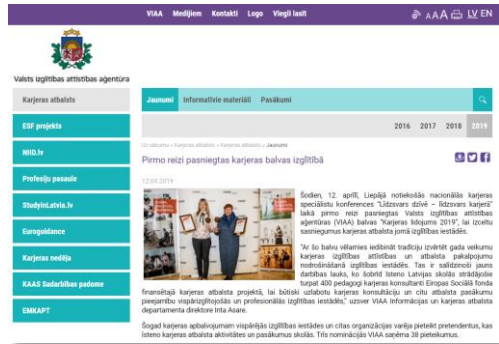 VIAA Medijiem Kontakti Logo Viegli lasīt AAA LV EN
Valsts izglītības attīstības aģentūra
Karjeras atbalsts
Jaunumi Informatīvie materiāli Pasākumi
ESF projekts
2016 2017 2018 2019
NIID.lv
Uz sākumu » Karjeras atbalsts » Karjeras atbalsts » Jaunumi
Pirmo reizi pasniegtas karjeras balvas izglītībā
Profesiju pasaule
12.04.2019
StudyinLatvia.lv
Euroguidance
Karjeras nedēļa
KAAS Sadarbības padome
EMKAPT
Šodien, 12. aprīlī, Liepājā notiekošās nacionālās karjeras
speciālistu konferences "Līdzsvars dzīvē – līdzsvars karjerā"
laikā pirmo reizi pasniegtas Valsts izglītības attīstības
aģentūras (VIAA) balvas "Karjeras lidojums 2019", lai izceltu
sasniegumus karjeras atbalsta jomā izglītības iestādēs.
"Ar šo balvu vēlamies iedibināt tradīciju izvērtēt gada veikumu
karjeras izglītības attīstības un atbalsta pakalpojumu
nodrošināšanā izglītības iestādēs. Tas ir salīdzinoši jauns
darbības lauks, ko šobrīd īsteno Latvijas skolās strādājošie
turpat 400 pedagogi karjeras konsultanti Eiropas Sociālā fonda
finansētajā karjeras atbalsta projektā, lai būtiski uzlabotu karjeras konsultāciju un citu atbalsta pasākumu
pieejamību vispārizglītojošās un profesionālās izglītības iestādēs," uzsver VIAA Informācijas un karjeras atbalsta
departamenta direktore Inta Asare.
Šogad karjeras apbalvojumam vispārējās izglītības iestādes un citas organizācijas varēja pieteikt pretendentus, kas
īsteno karjeras atbalsta aktivitātes un pasākumus skolās. Trīs nominācijās VIAA saņēma 38 pieteikumus.